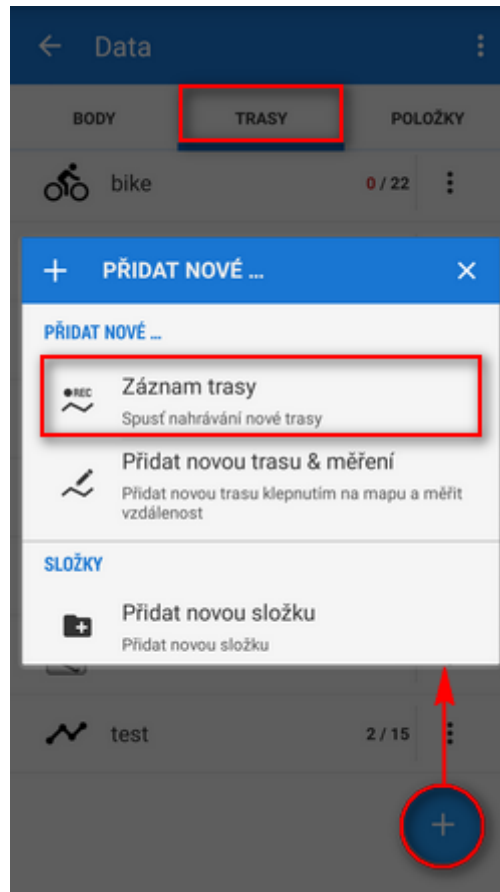 Data
BODY TRASY POLOŽKY
bike 0 / 22
PŘIDAT NOVÉ ...
PŘIDAT NOVÉ ...
REC Záznam trasy
Spusť nahrávání nové trasy
Přidat novou trasu & měření
Přidat novou trasu klepnutím na mapu a měřit
vzdálenost
SLOŽKY
Přidat novou složku
Přidat novou složku
test 2 / 15